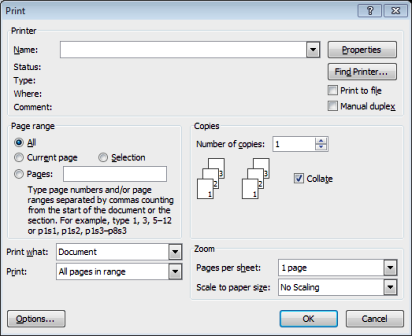 Print
Printer
Name:
Properties
Status:
Find Printer...
Type:
Where:
Print to file
Comment:
Manual duplex
Page range
All
Current page
Selection
Pages:
Type page numbers and/or page
ranges separated by commas counting
from the start of the document or the
section. For example, type 1, 3, 5–12
or p1s1, p1s2, p1s3–p8s3
Copies
Number of copies: 1
3 3
2 2
1 1
Collate
Print what: Document
Print: All pages in range
Zoom
Pages per sheet: 1 page
Scale to paper size: No Scaling
Options...
OK
Cancel